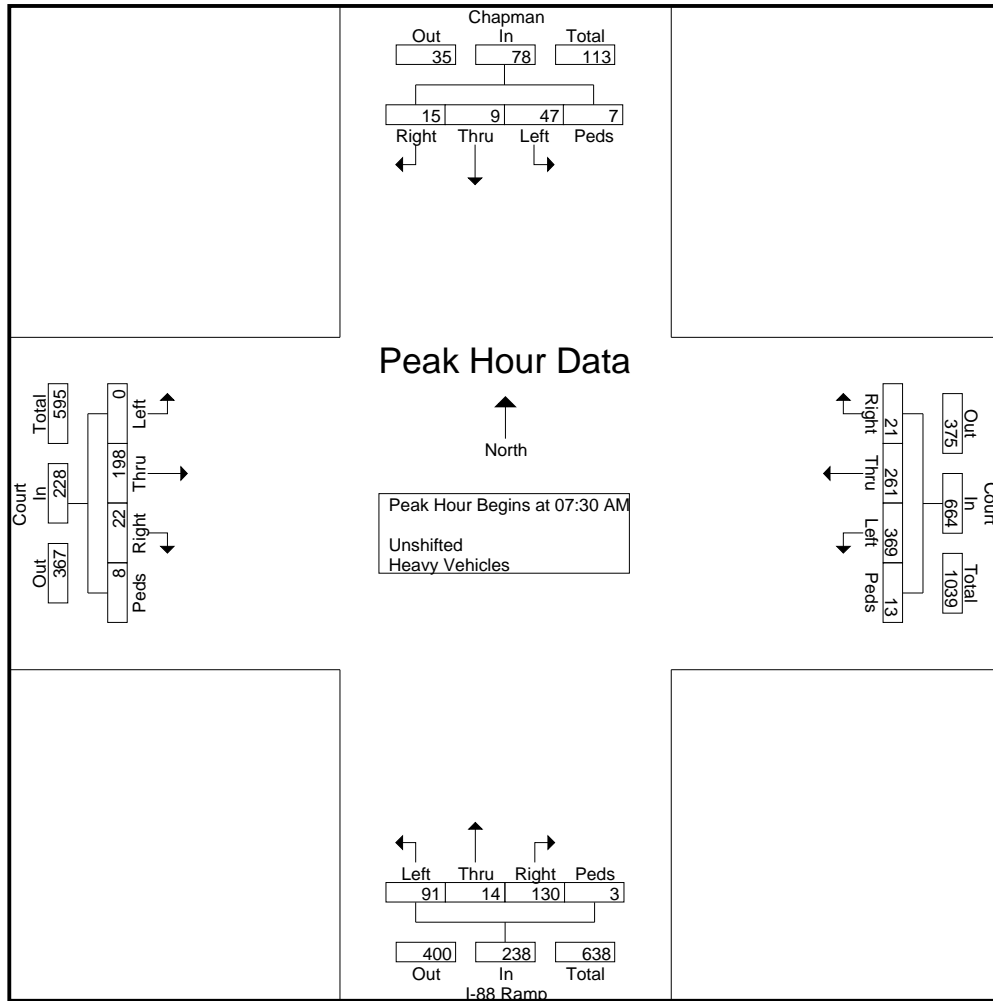 Chapman
Out In Total
35 78 113
15 9 47 7
Right Thru Left Peds
Peak Hour Data
North
Peak Hour Begins at 07:30 AM
Unshifted
Heavy Vehicles
Court
Total In Out
595 228 367
0 198 22 8
Left Thru Right Peds
Court
Out In Total
375 664 1039
21 261 369 13
Right Thru Left Peds
Left Thru Right Peds
91 14 130 3
400 238 638
Out In Total
I-88 Ramp